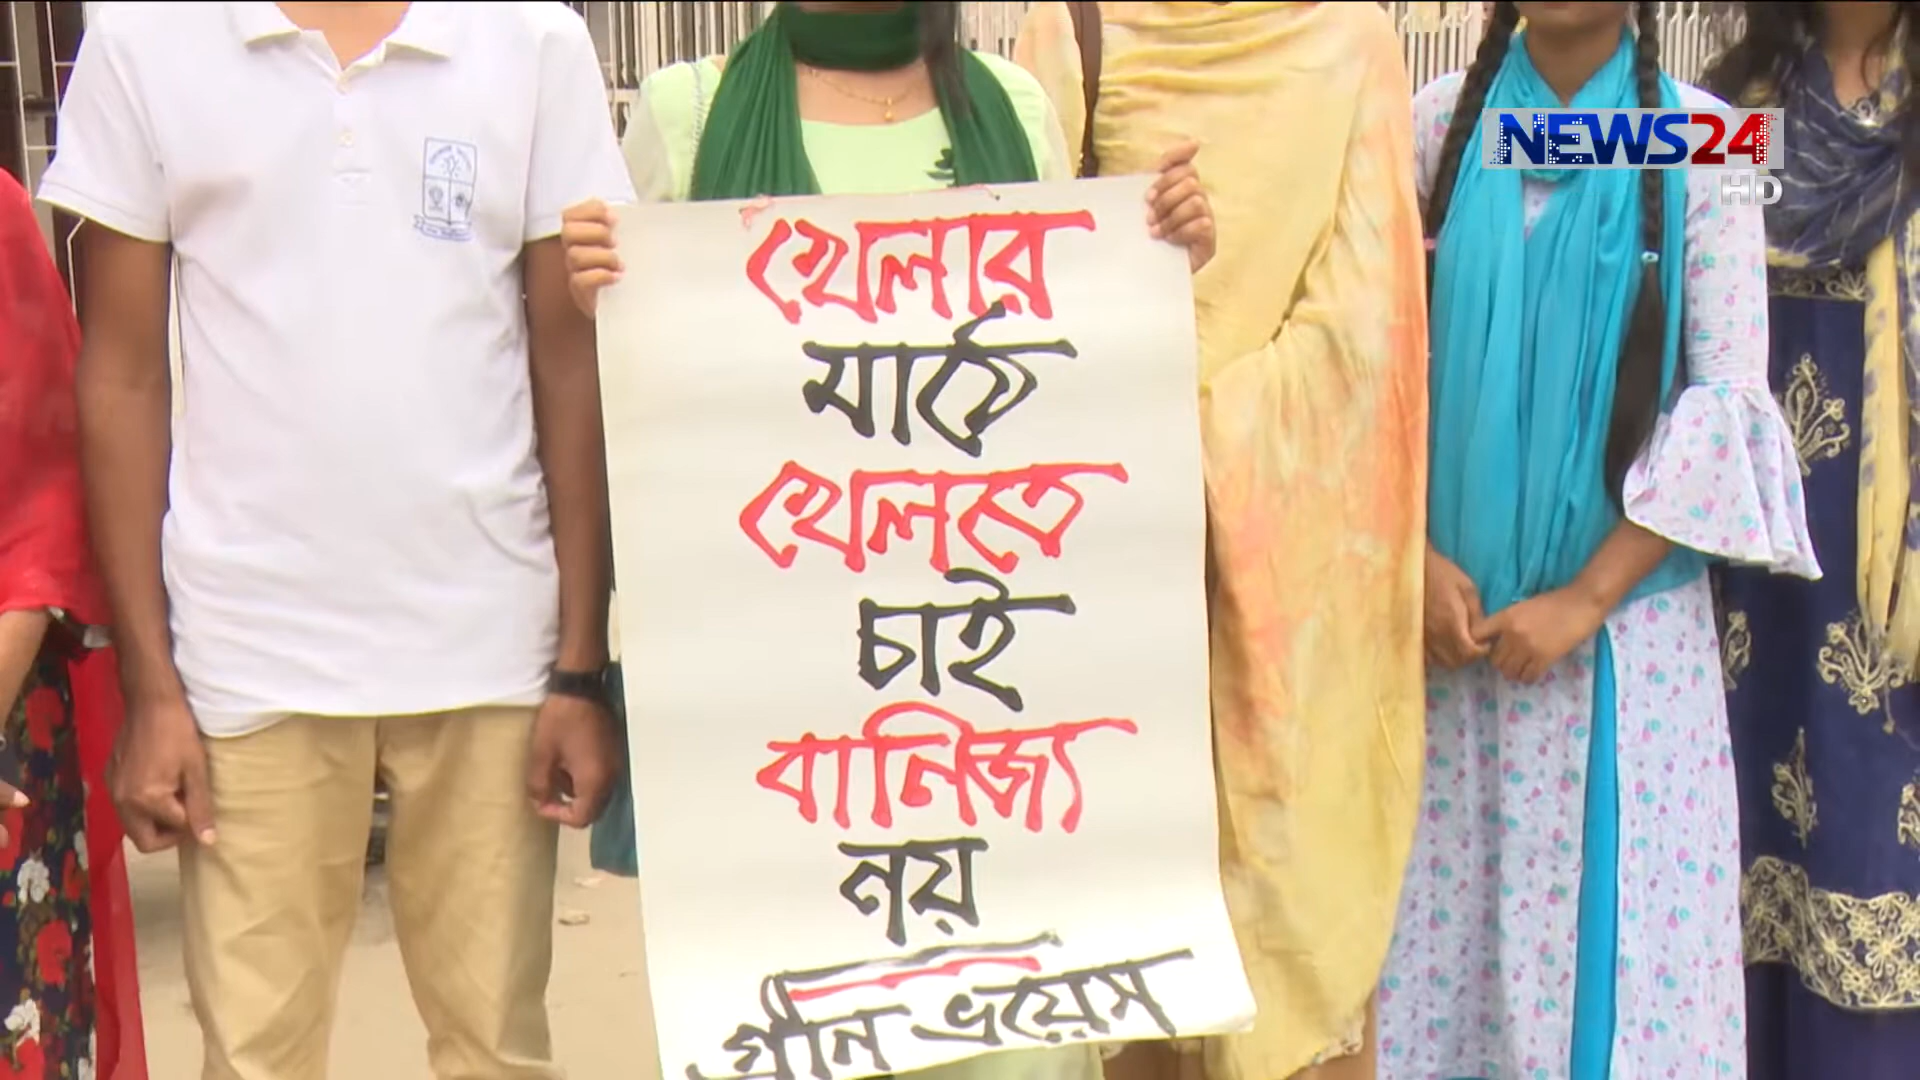 NEWS24
HD
খেলার
মাঠে
খেলতে
চাই
বানিজ্য
নয়
গ্রীন ভয়েস